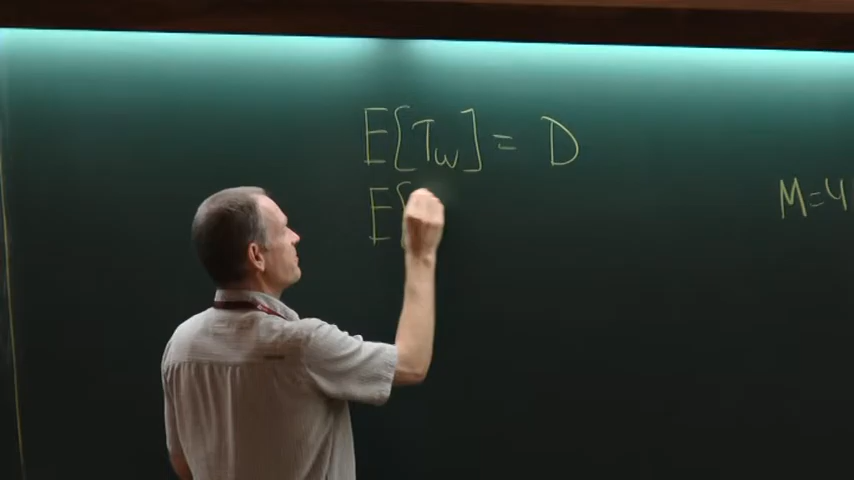 E[T_W] = D
E[
M=4